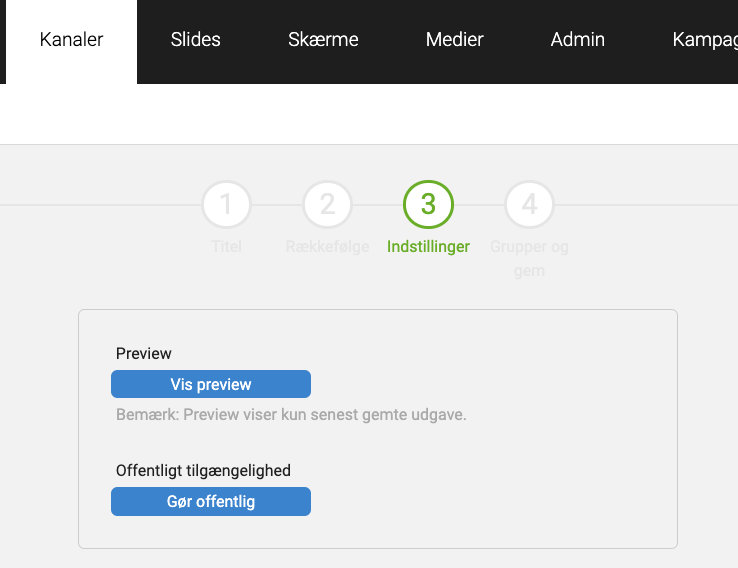 Kanaler Slides Skærme Medier Admin Kampag
1 2 3 4
Titel Rækkefølge Indstillinger Grupper og
gem
Preview
Vis preview
Bemærk: Preview viser kun senest gemte udgave.
Offentligt tilgængelighed
Gør offentlig